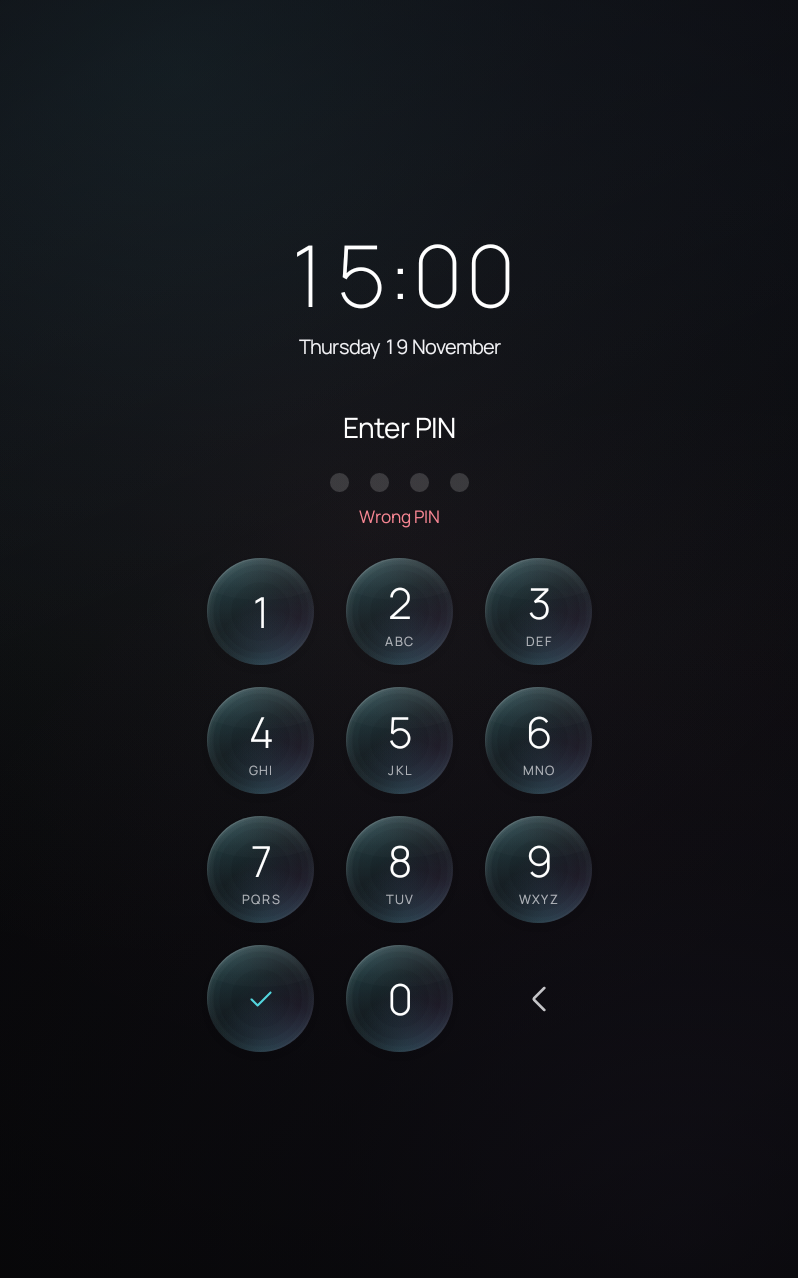 15:00
Thursday 19 November
Enter PIN
Wrong PIN
1 2 3
ABC DEF
4 5 6
GHI JKL MNO
7 8 9
PQRS TUV WXYZ
0